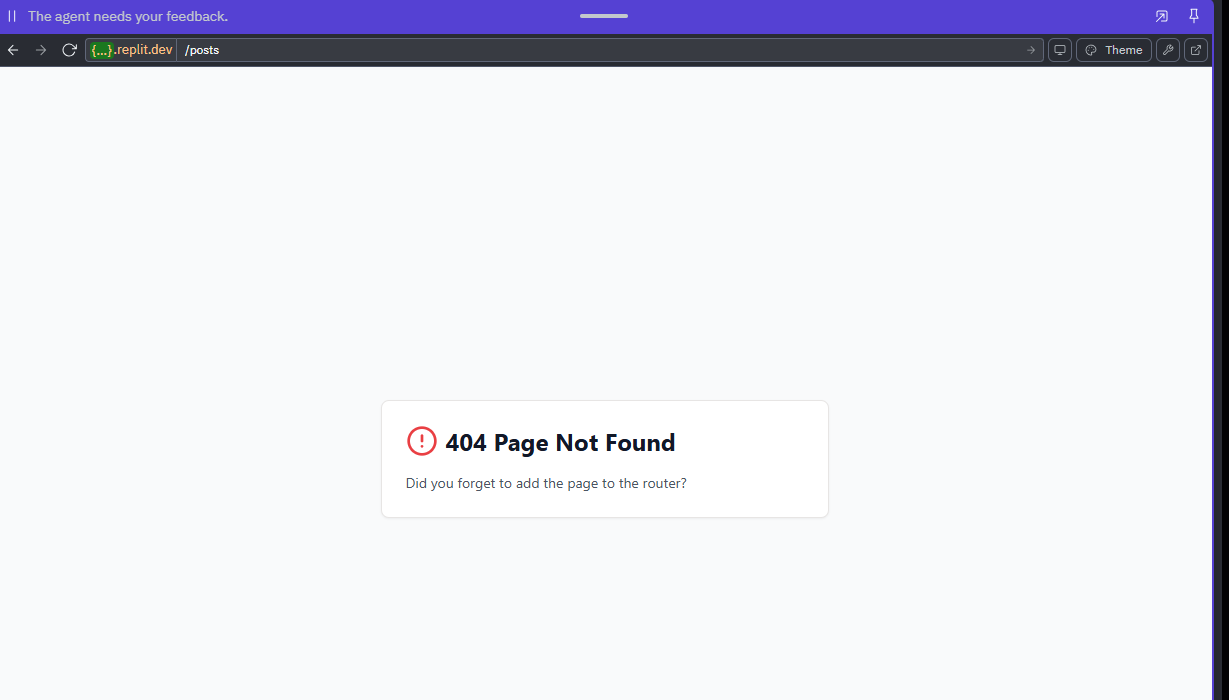 The agent needs your feedback.
{...}.replit.dev /posts
Theme
404 Page Not Found
Did you forget to add the page to the router?